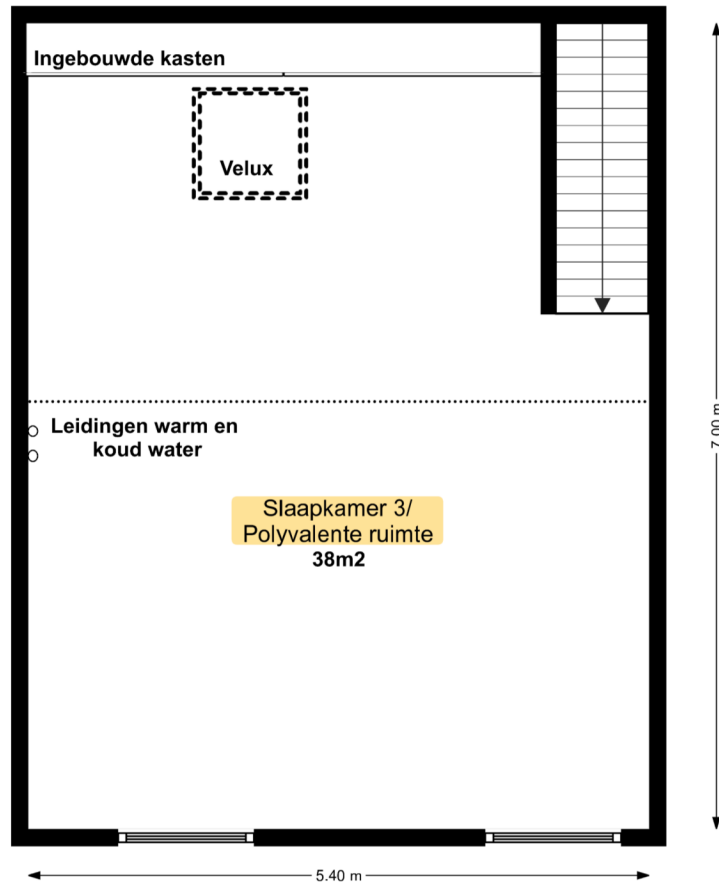 Ingebouwde kasten
Velux
Leidingen warm en
koud water
Slaapkamer 3/
Polyvalente ruimte
38m2
7.00 m
5.40 m